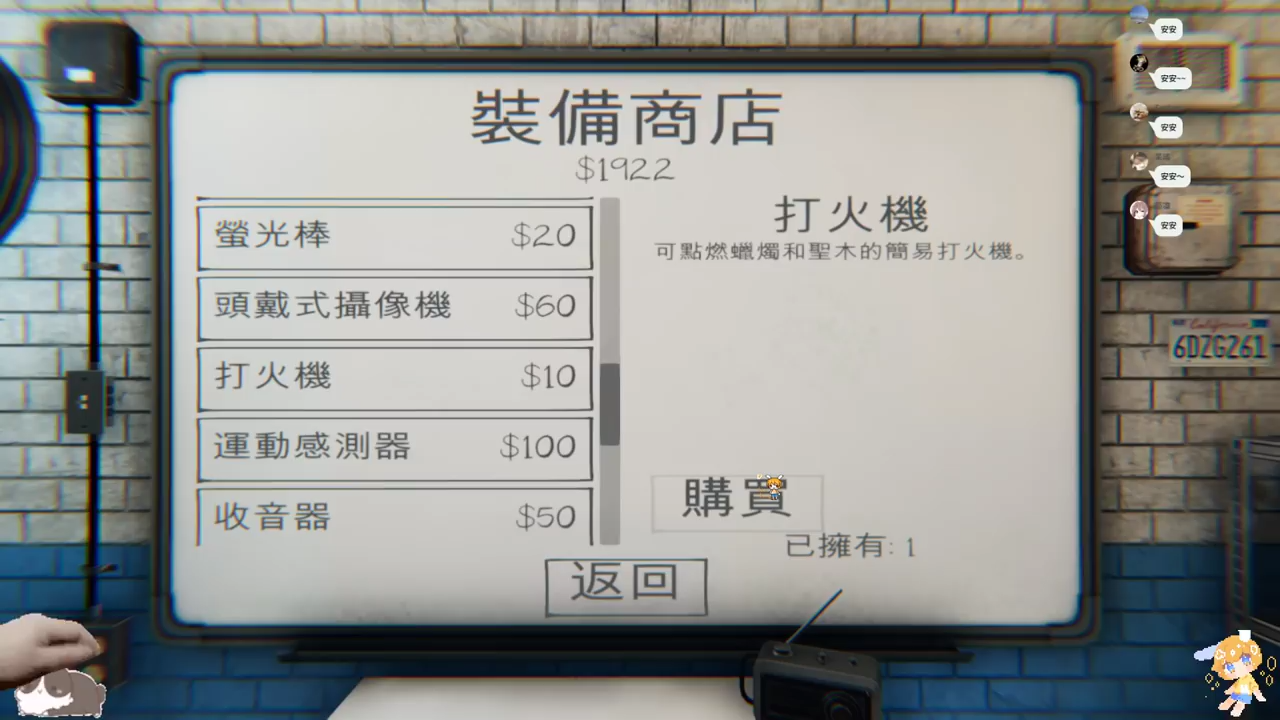 裝備商店
$1922
螢光棒 $20
頭戴式攝像機 $60
打火機 $10
運動感測器 $100
收音器 $50
打火機
可點燃蠟燭和聖木的簡易打火機。
購買
已擁有: 1
返回
安安
安安~~
安安
安安~
安安
California
6DZG261